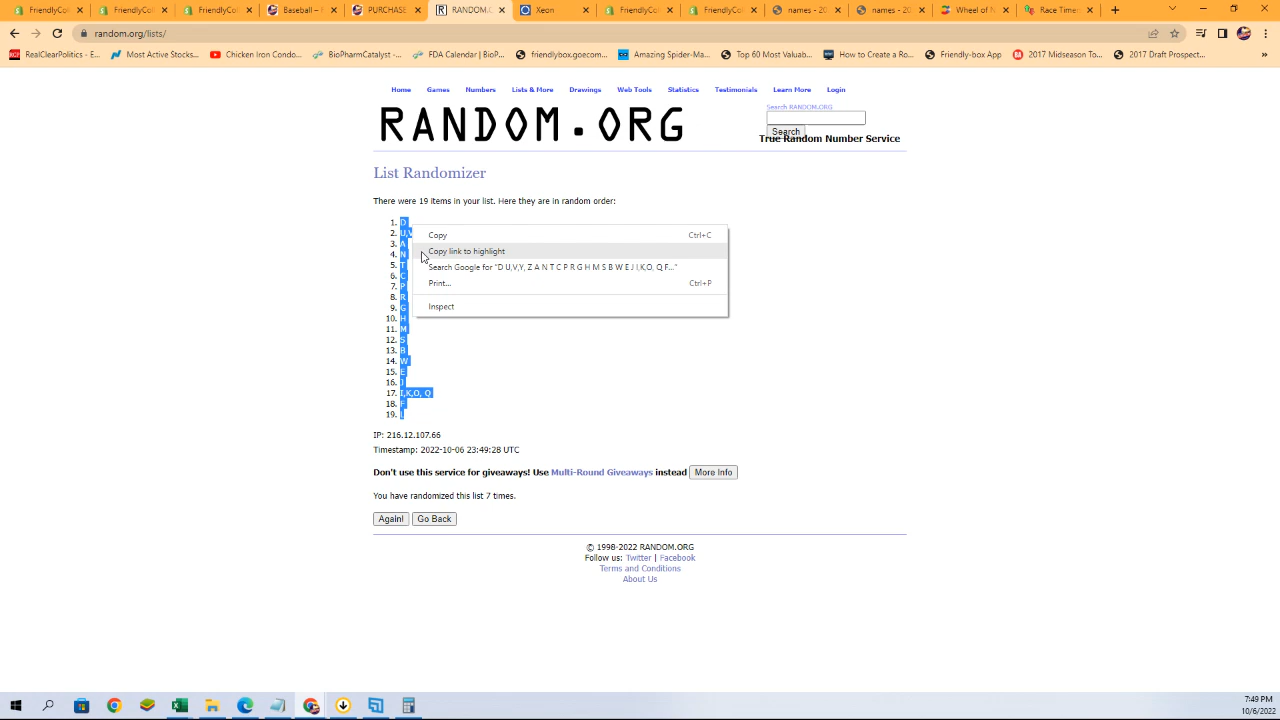 FriendlyCol
FriendlyCol
FriendlyCol
FriendlyCol
Baseball –
PURCHASE
RANDOM.O
Xeon
FriendlyCol
FriendlyCol
names - 20
names - 20
Wheel of N
Race Timer
random.org/lists/
RealClearPolitics - E...
Most Active Stocks...
Chicken Iron Condo...
BioPharmCatalyst -...
FDA Calendar | BioP...
friendlybox.goecom...
Amazing Spider-Ma...
Top 60 Most Valuab...
How to Create a Ro...
Friendly-box App
2017 Midseason To...
2017 Draft Prospect...
Home Games Numbers Lists & More Drawings Web Tools Statistics Testimonials Learn More Login
RANDOM.ORG
Search RANDOM.ORG
Search
True Random Number Service
List Randomizer
There were 19 items in your list. Here they are in random order:
1. D
2. U,V
3. A
4. N
5. T
6. C
7. P
8. R
9. G
10. H
11. M
12. S
13. B
14. W
15. E
16. J
17. I,K,O, Q
18. F
19. L
Copy Ctrl+C
Copy link to highlight
Search Google for “D U,V,Y, Z A N T C P R G H M S B W E J I,K,O, Q F...”
Print... Ctrl+P
Inspect
IP: 216.12.107.66
Timestamp: 2022-10-06 23:49:28 UTC
Don't use this service for giveaways! Use Multi-Round Giveaways instead More Info
You have randomized this list 7 times.
Again! Go Back
© 1998-2022 RANDOM.ORG
Follow us: Twitter | Facebook
Terms and Conditions
About Us
7:49 PM
10/6/2022